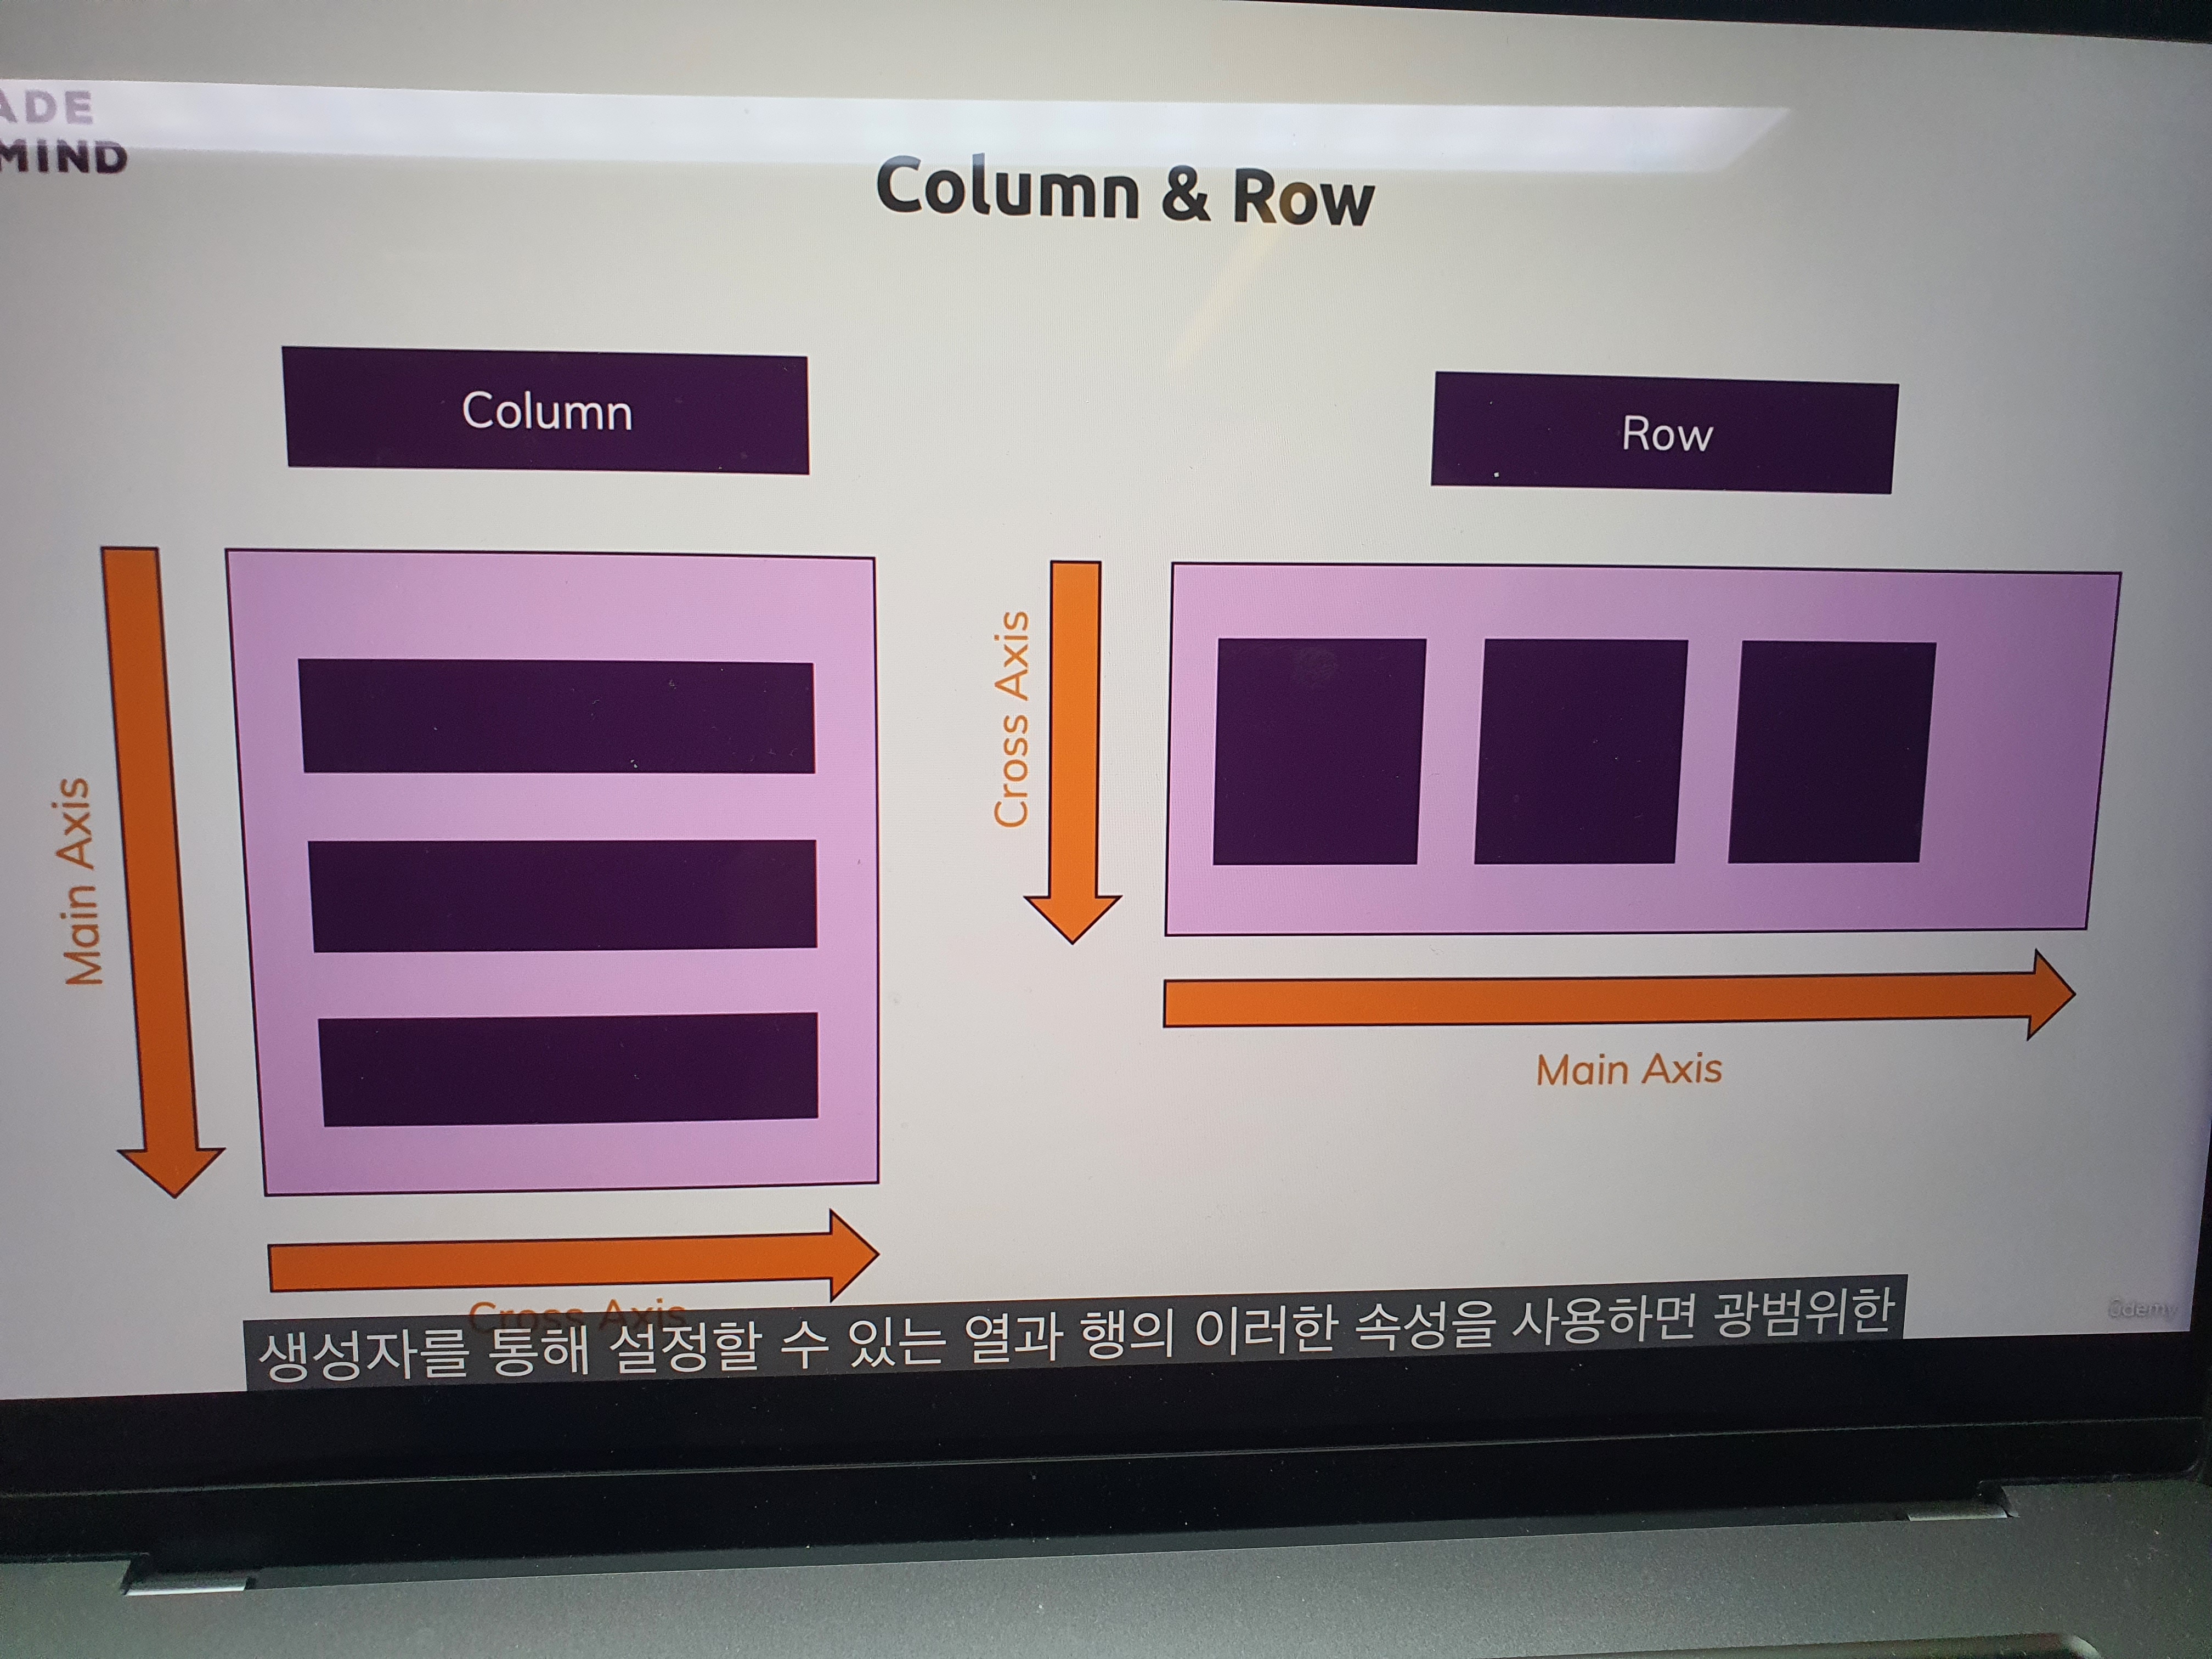 ADE
MIND
Column & Row
Column
Row
Main Axis
Cross Axis
Main Axis
Cross Axis
생성자를 통해 설정할 수 있는 열과 행의 이러한 속성을 사용하면 광범위한
ûdemy